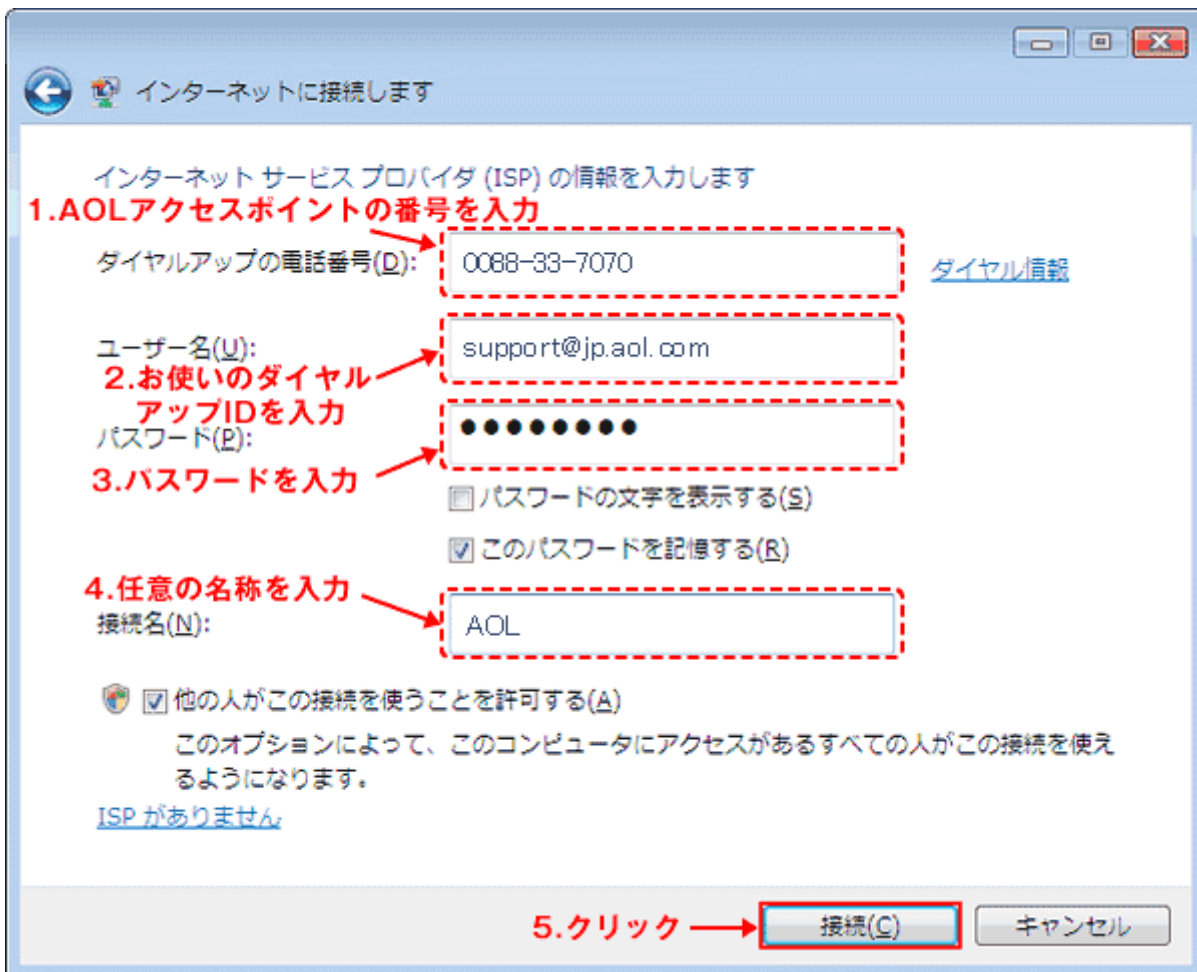 インターネットに接続します
インターネット サービス プロバイダ (ISP) の情報を入力します
1.AOLアクセスポイントの番号を入力
ダイヤルアップの電話番号(D):
0088-33-7070
ダイヤル情報
ユーザー名(U):
support@jp.aol.com
2.お使いのダイヤル
アップIDを入力
パスワード(P):
●●●●●●●●
3.パスワードを入力
パスワードの文字を表示する(S)
このパスワードを記憶する(R)
4.任意の名称を入力
接続名(N):
AOL
他の人がこの接続を使うことを許可する(A)
このオプションによって、このコンピュータにアクセスがあるすべての人がこの接続を使え
るようになります。
ISP がありません
5.クリック
接続(C)
キャンセル